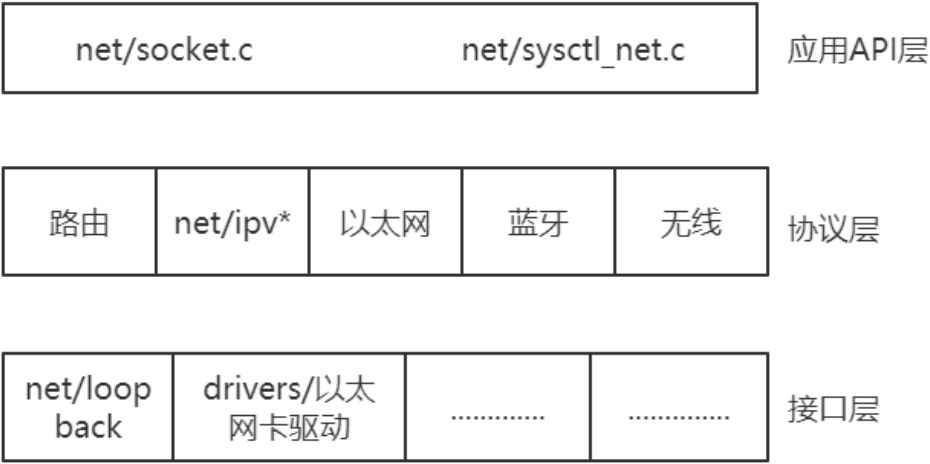 net/socket.c net/sysctl_net.c 应用API层
路由 net/ipv* 以太网 蓝牙 无线 协议层
net/loop drivers/以太
back 网卡驱动 ............. .............. 接口层